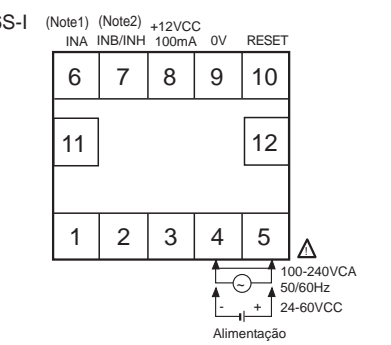 SS-I (Note1) (Note2) +12VCC
INA INB/INH 100mA 0V RESET
6 7 8 9 10
11 12
1 2 3 4 5
100-240VCA
~ 50/60Hz
- + 24-60VCC
Alimentação